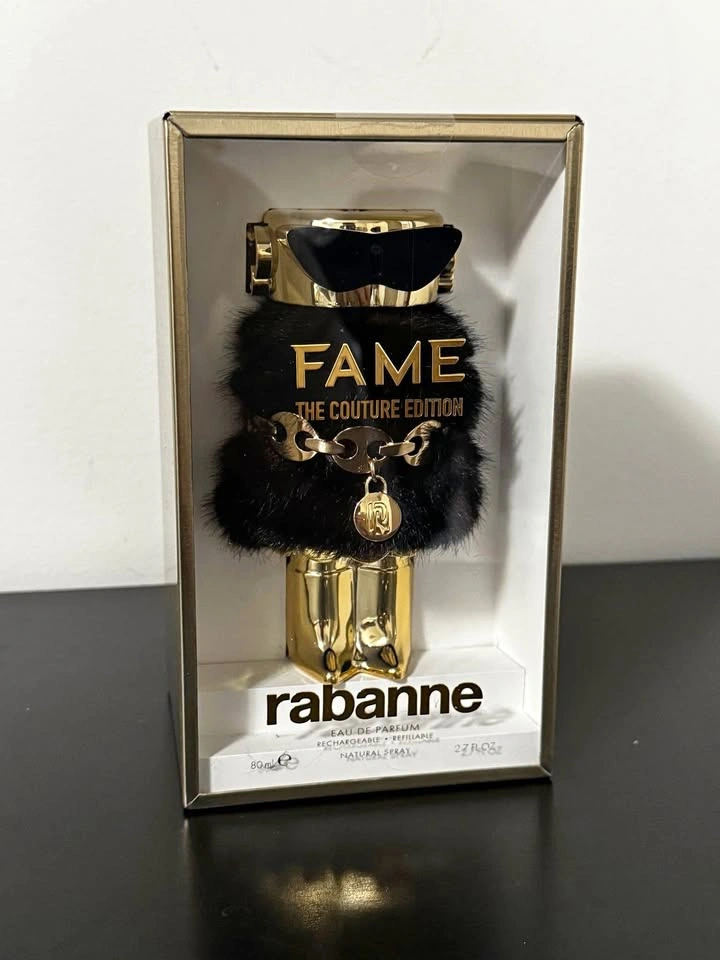 FAME
THE COUTURE EDITION
R
rabanne
EAU DE PARFUM
RECHARGEABLE • REFILLABLE
NATURAL SPRAY
80 ml ℮ 2.7 FL.OZ